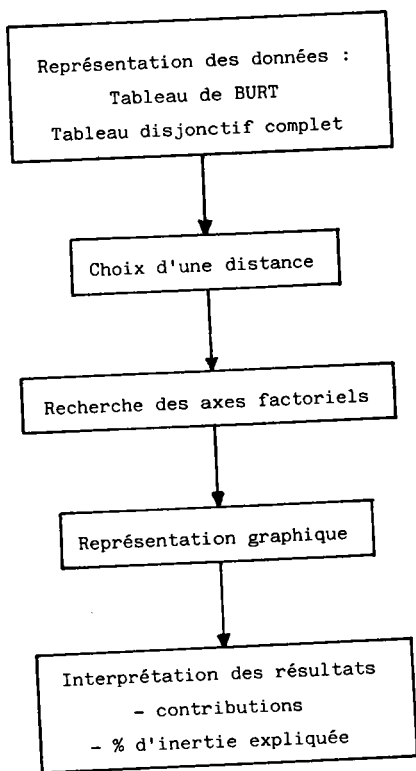 Représentation des données :
Tableau de BURT
Tableau disjonctif complet
Choix d'une distance
Recherche des axes factoriels
Représentation graphique
Interprétation des résultats
- contributions
- % d'inertie expliquée